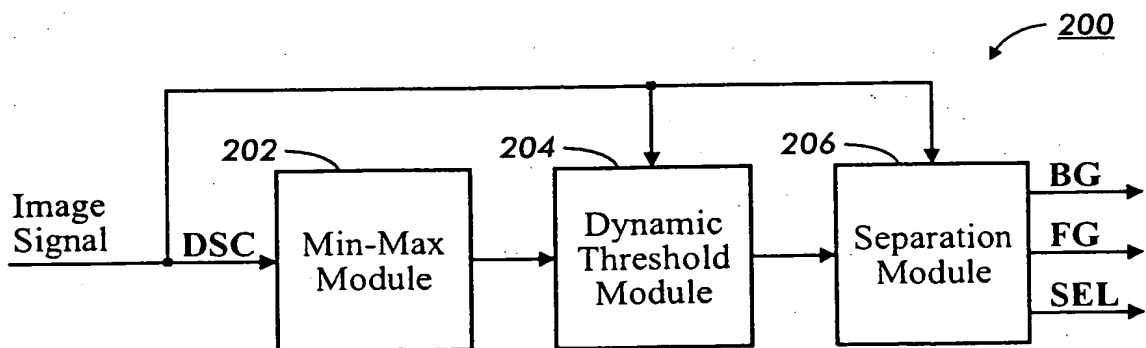 200
202
204
206
Image
Signal
DSC
Min-Max
Module
Dynamic
Threshold
Module
Separation
Module
BG
FG
SEL